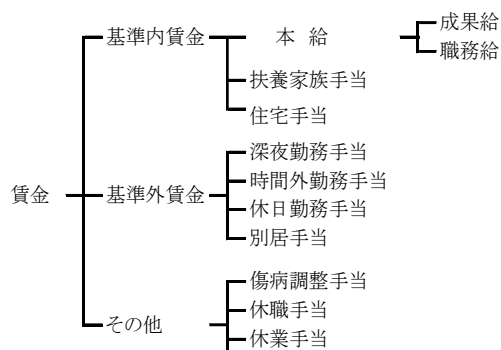 成果給
基準内賃金
本 給
職務給
扶養家族手当
住宅手当
深夜勤務手当
時間外勤務手当
賃金
基準外賃金
休日勤務手当
別居手当
傷病調整手当
その他
休職手当
休業手当